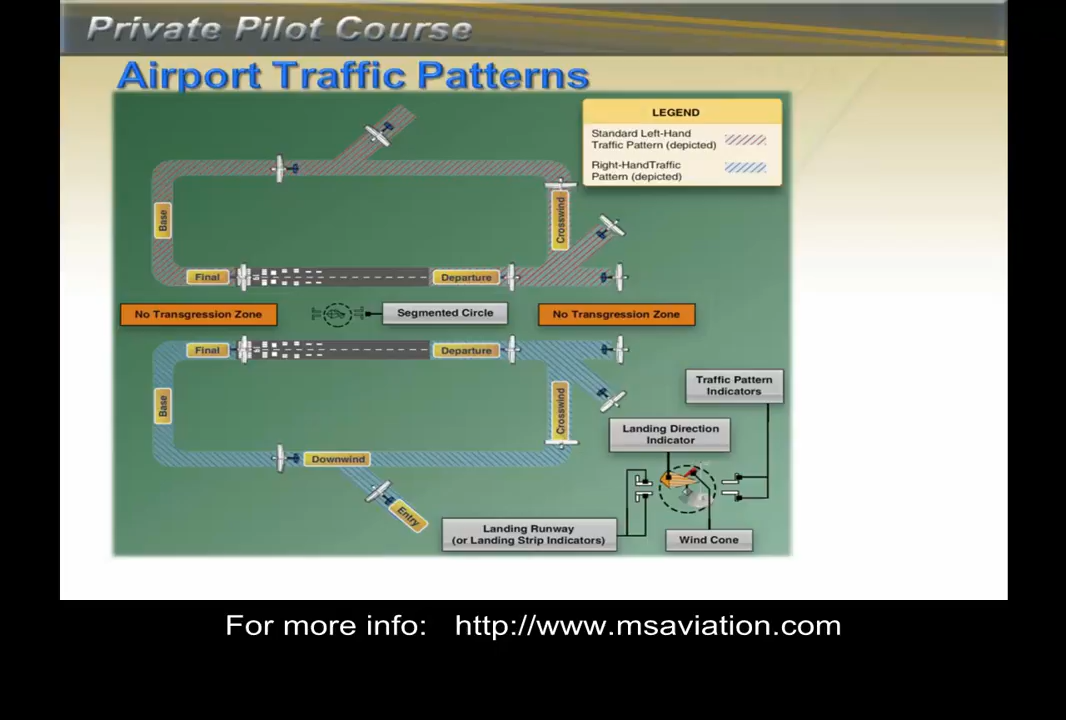 Private Pilot Course
Airport Traffic Patterns
LEGEND
Standard Left-Hand
Traffic Pattern (depicted)
Right-HandTraffic
Pattern (depicted)
Base
Crosswind
Final
Departure
No Transgression Zone
Segmented Circle
No Transgression Zone
Final
Departure
Base
Crosswind
Downwind
Entry
Traffic Pattern
Indicators
Landing Direction
Indicator
Landing Runway
(or Landing Strip Indicators)
Wind Cone
For more info: http://www.msaviation.com